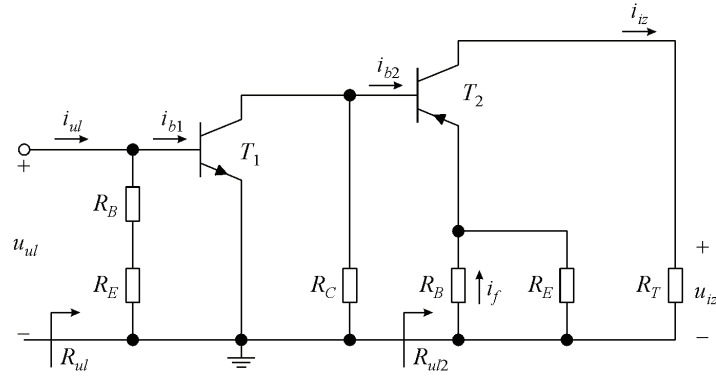 i_iz
i_b2
T_2
i_ul
i_b1
T_1
+
R_B
u_ul
R_E
R_C
R_B
i_f
R_E
R_T
+
u_iz
−
R_ul
R_ul2
−